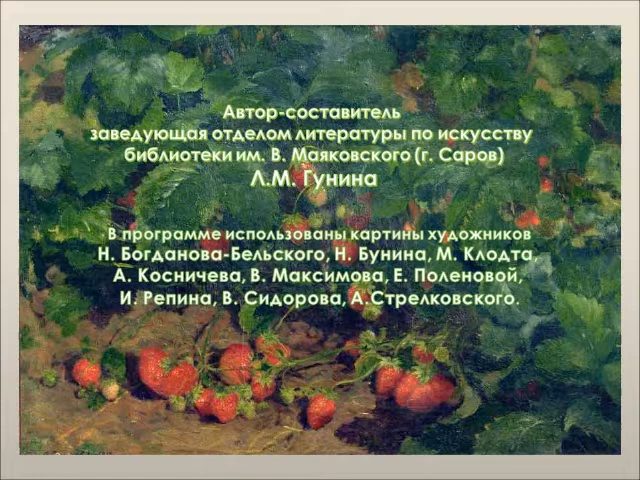 Автор-составитель
заведующая отделом литературы по искусству
библиотеки им. В. Маяковского (г. Саров)
Л.М. Гунина
В программе использованы картины художников
Н. Богданова-Бельского, Н. Бунина, М. Клодта,
А. Косничева, В. Максимова, Е. Поленовой,
И. Репина, В. Сидорова, А.Стрелковского.